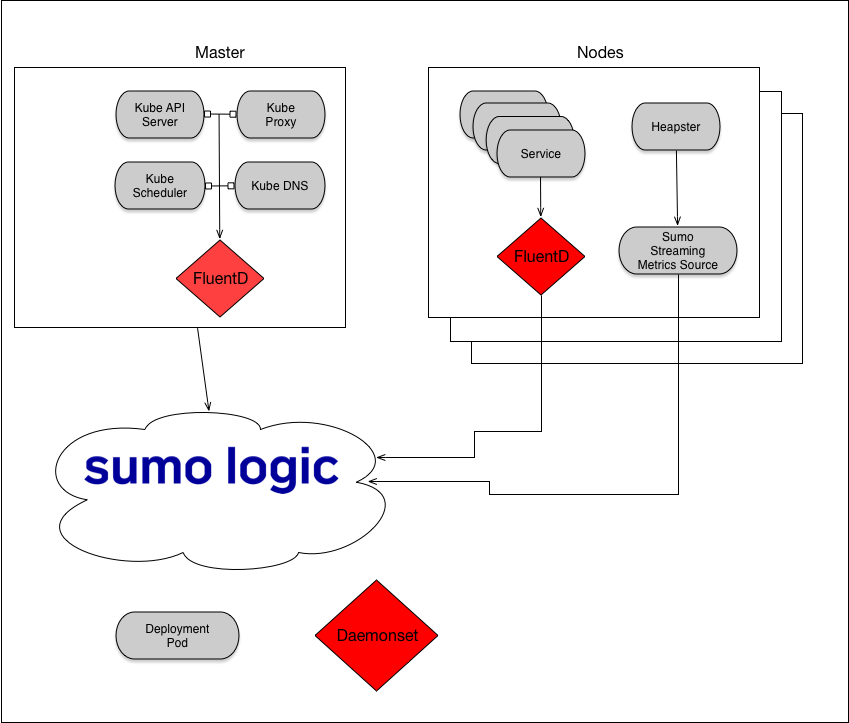 Master
Nodes
Kube API
Server
Kube
Proxy
Kube
Scheduler
Kube DNS
FluentD
Service
Heapster
FluentD
Sumo
Streaming
Metrics Source
sumo logic
Deployment
Pod
Daemonset